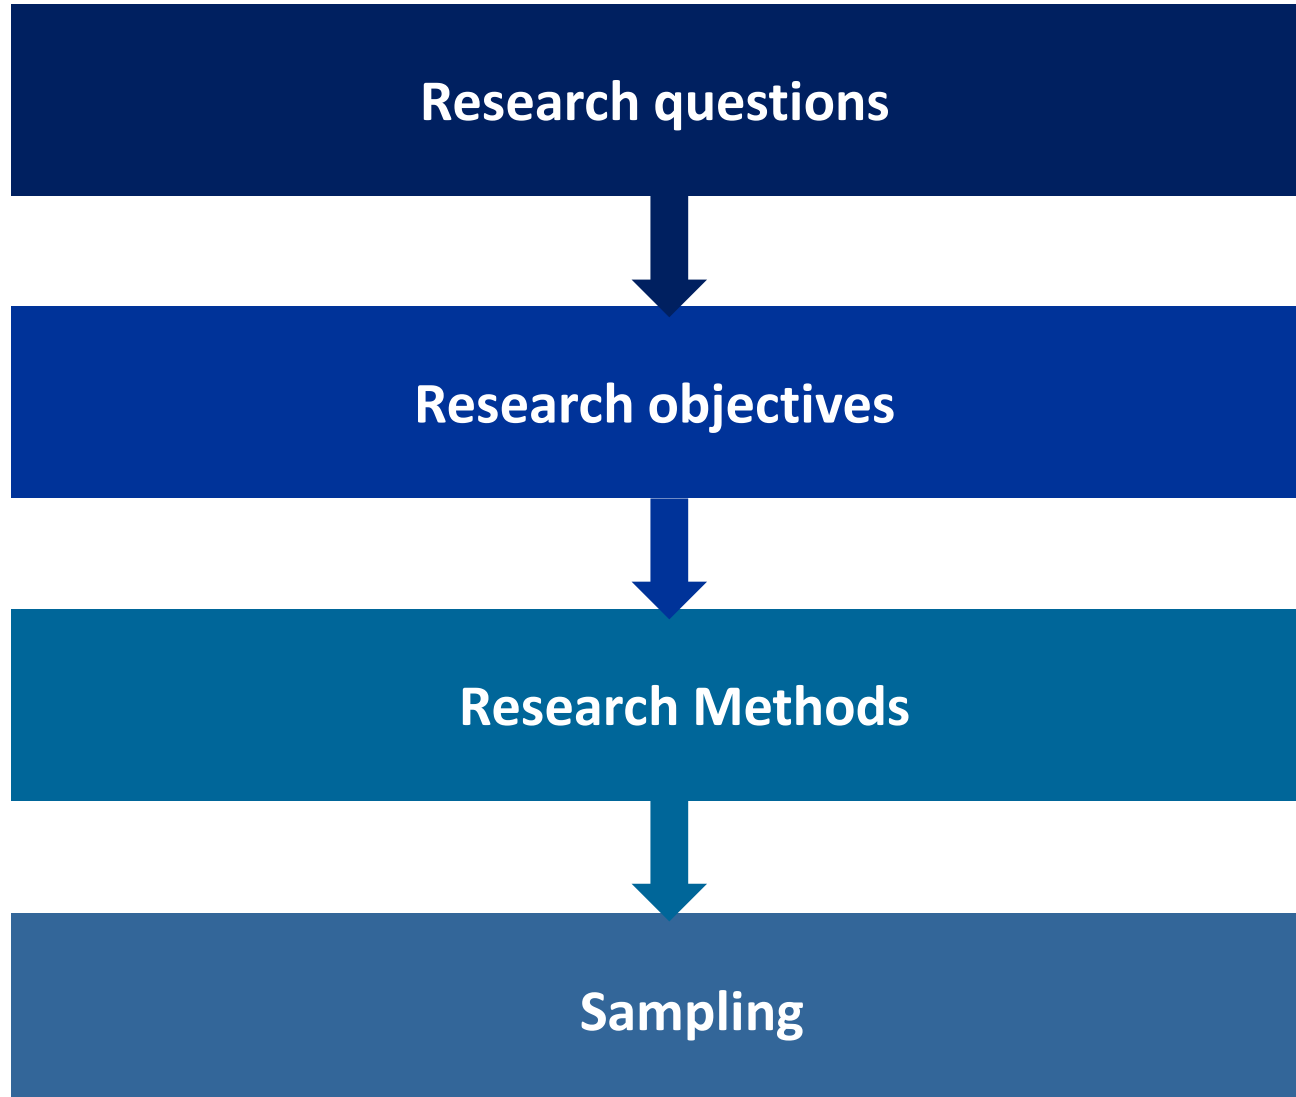 Research questions
Research objectives
Research Methods
Sampling